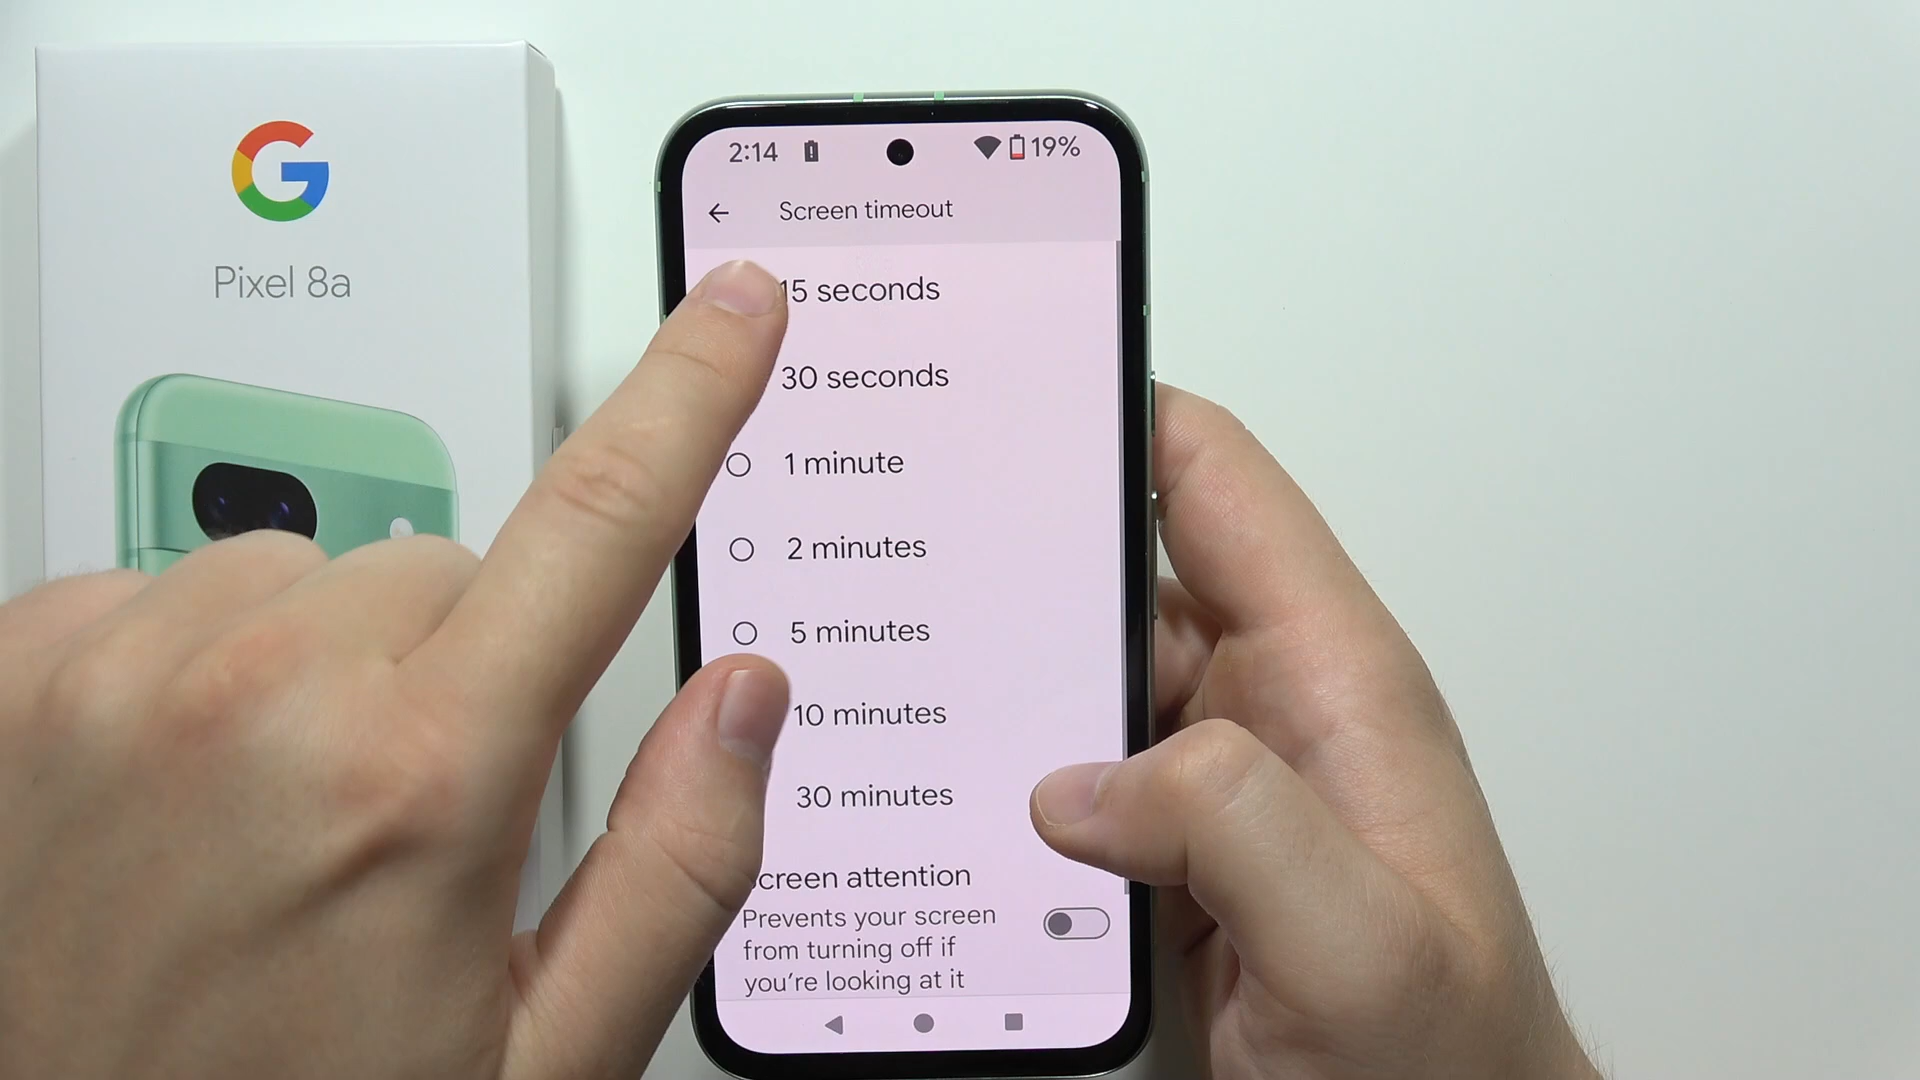 Pixel 8a
2:14
19%
Screen timeout
15 seconds
30 seconds
1 minute
2 minutes
5 minutes
10 minutes
30 minutes
creen attention
Prevents your screen
from turning off if
you're looking at it